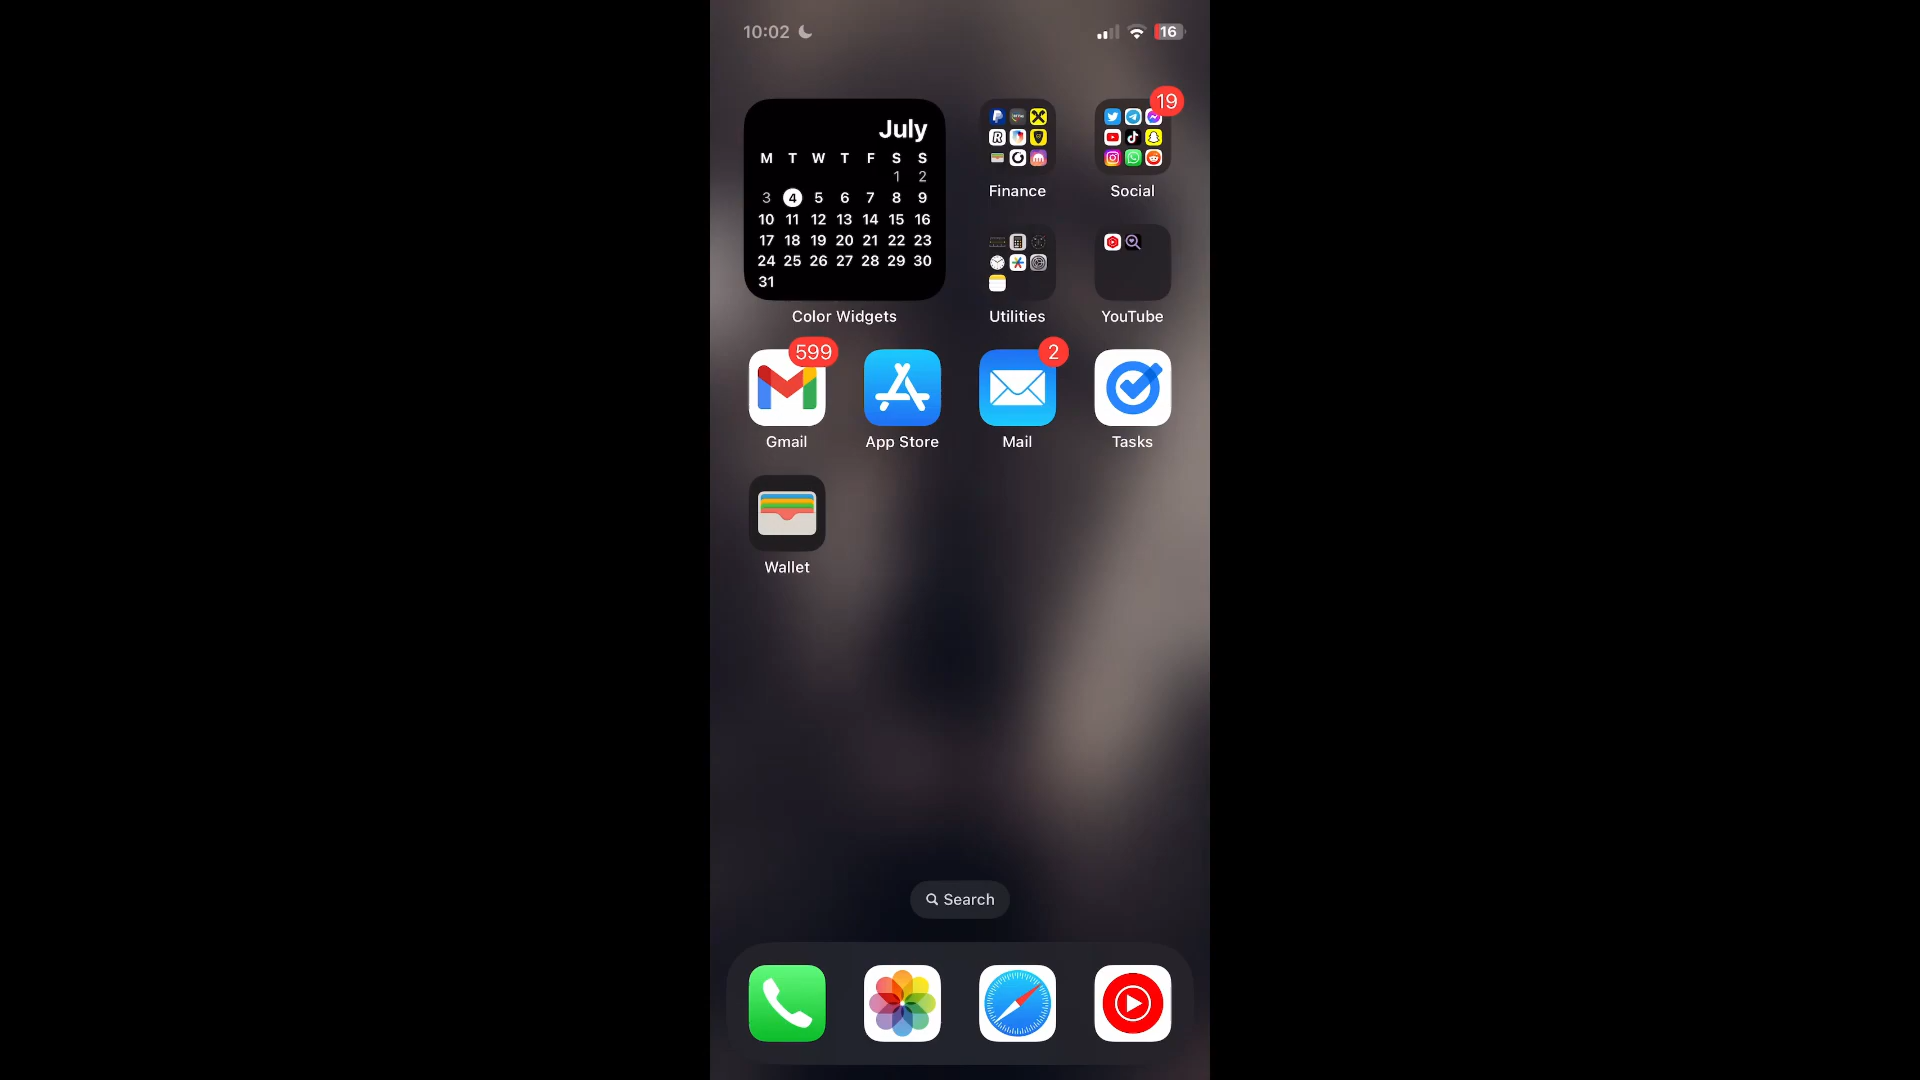 10:02
16
July
M T W T F S S
1 2
3 4 5 6 7 8 9
10 11 12 13 14 15 16
17 18 19 20 21 22 23
24 25 26 27 28 29 30
31
Color Widgets
Finance
19
Social
Utilities
YouTube
599
Gmail
App Store
2
Mail
Tasks
Wallet
Search